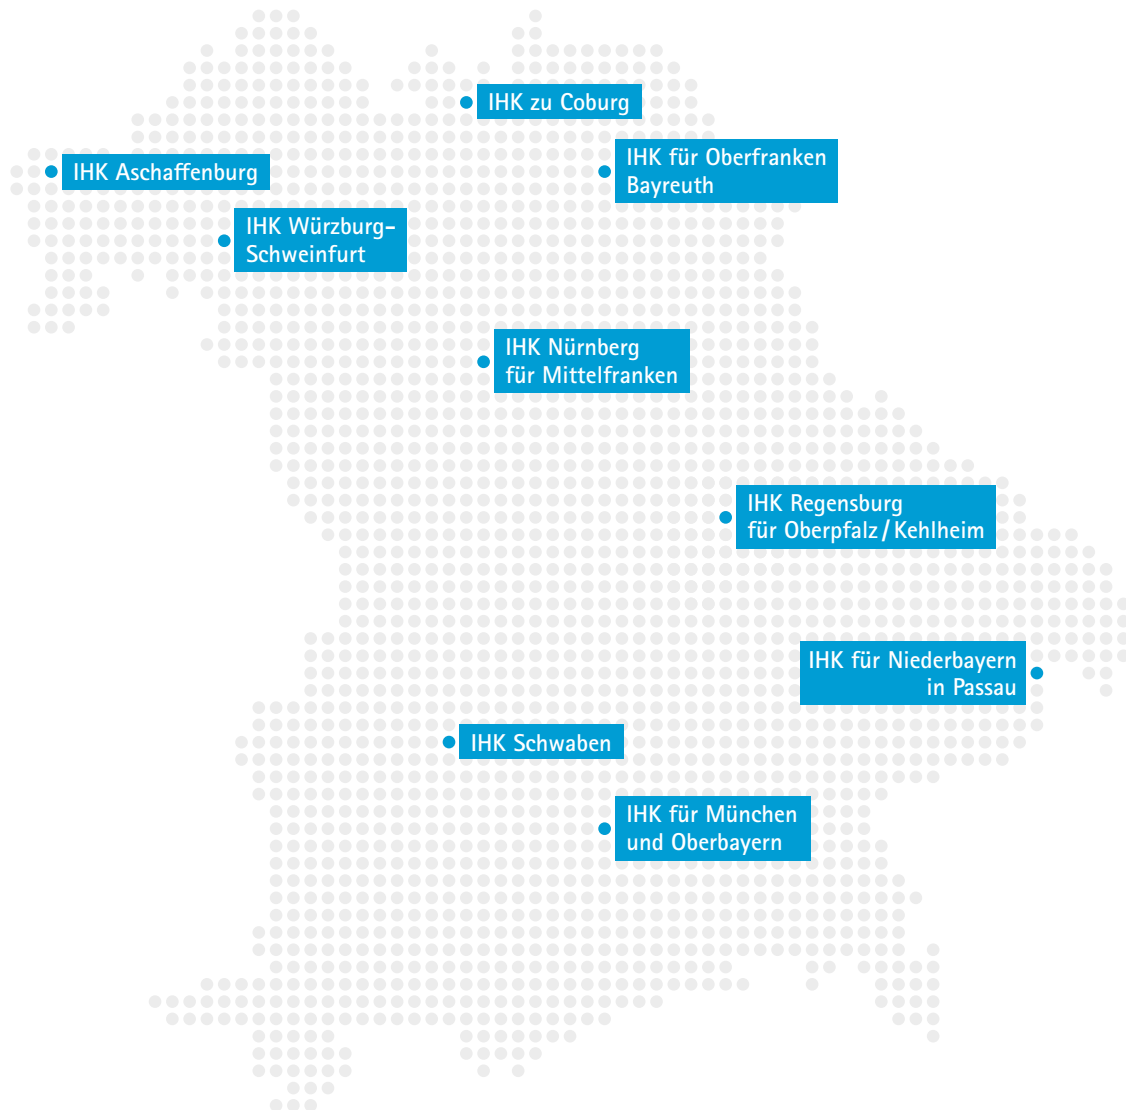 IHK zu Coburg
IHK für Oberfranken
Bayreuth
IHK Aschaffenburg
IHK Würzburg-
Schweinfurt
IHK Nürnberg
für Mittelfranken
IHK Regensburg
für Oberpfalz/Kehlheim
IHK für Niederbayern
in Passau
IHK Schwaben
IHK für München
und Oberbayern